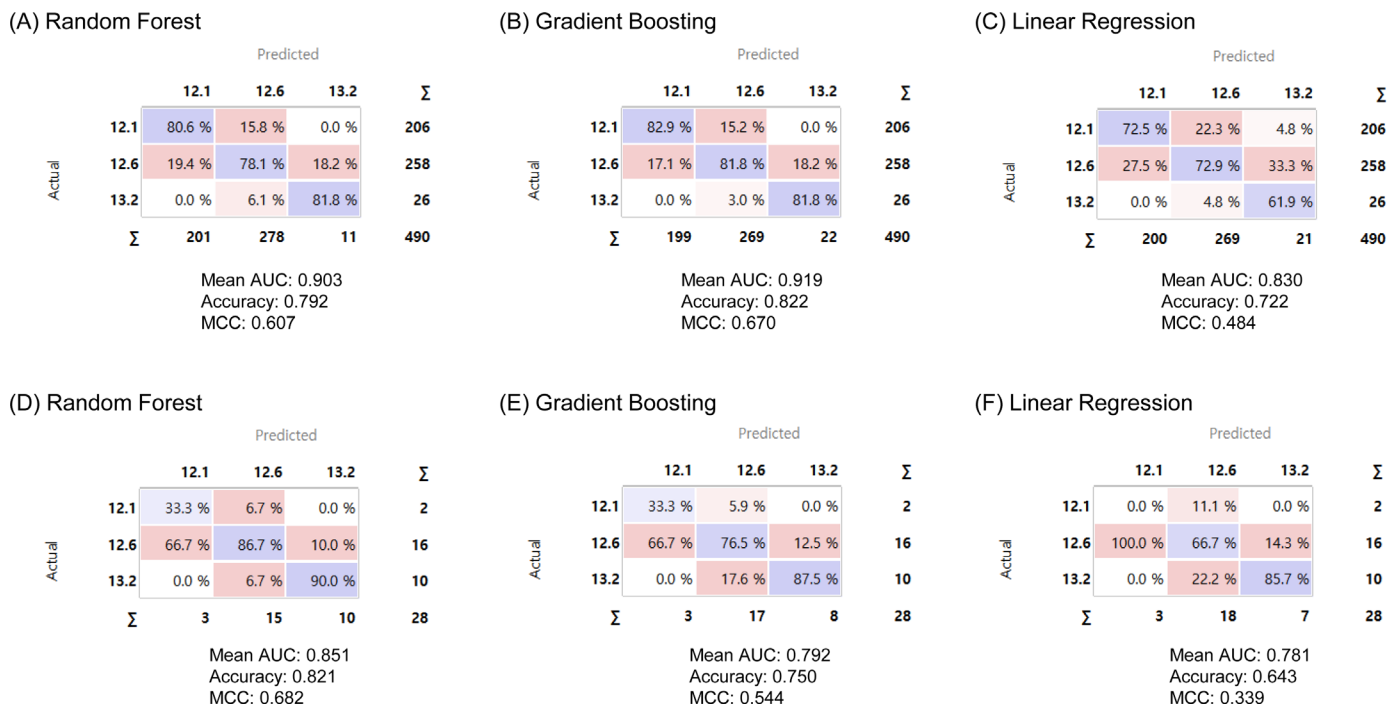 (A) Random Forest
Predicted
12.1 12.6 13.2 Σ
12.1 80.6 % 15.8 % 0.0 % 206
Actual
12.6 19.4 % 78.1 % 18.2 % 258
13.2 0.0 % 6.1 % 81.8 % 26
Σ 201 278 11 490
Mean AUC: 0.903
Accuracy: 0.792
MCC: 0.607
(B) Gradient Boosting
Predicted
12.1 12.6 13.2 Σ
12.1 82.9 % 15.2 % 0.0 % 206
Actual
12.6 17.1 % 81.8 % 18.2 % 258
13.2 0.0 % 3.0 % 81.8 % 26
Σ 199 269 22 490
Mean AUC: 0.919
Accuracy: 0.822
MCC: 0.670
(C) Linear Regression
Predicted
12.1 12.6 13.2 Σ
12.1 72.5 % 22.3 % 4.8 % 206
Actual
12.6 27.5 % 72.9 % 33.3 % 258
13.2 0.0 % 4.8 % 61.9 % 26
Σ 200 269 21 490
Mean AUC: 0.830
Accuracy: 0.722
MCC: 0.484
(D) Random Forest
Predicted
12.1 12.6 13.2 Σ
12.1 33.3 % 6.7 % 0.0 % 2
Actual
12.6 66.7 % 86.7 % 10.0 % 16
13.2 0.0 % 6.7 % 90.0 % 10
Σ 3 15 10 28
Mean AUC: 0.851
Accuracy: 0.821
MCC: 0.682
(E) Gradient Boosting
Predicted
12.1 12.6 13.2 Σ
12.1 33.3 % 5.9 % 0.0 % 2
Actual
12.6 66.7 % 76.5 % 12.5 % 16
13.2 0.0 % 17.6 % 87.5 % 10
Σ 3 17 8 28
Mean AUC: 0.792
Accuracy: 0.750
MCC: 0.544
(F) Linear Regression
Predicted
12.1 12.6 13.2 Σ
12.1 0.0 % 11.1 % 0.0 % 2
Actual
12.6 100.0 % 66.7 % 14.3 % 16
13.2 0.0 % 22.2 % 85.7 % 10
Σ 3 18 7 28
Mean AUC: 0.781
Accuracy: 0.643
MCC: 0.339